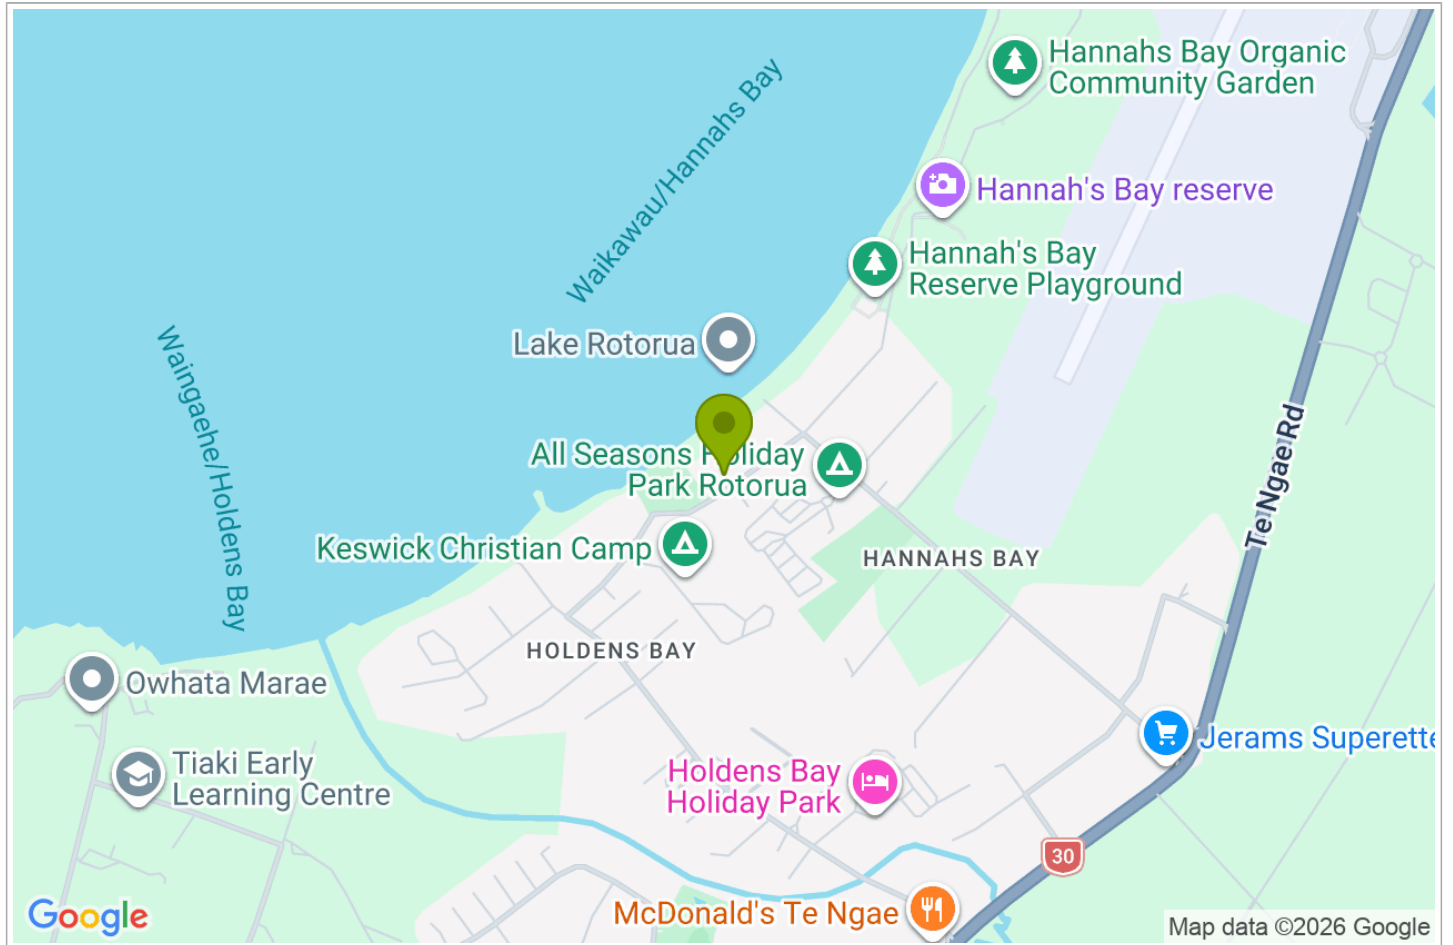 Hannahs Bay Organic
Community Garden
Waikawau/Hannahs Bay
Hannah's Bay reserve
Hannah's Bay
Reserve Playground
Lake Rotorua
Waingaehe/Holdens Bay
All Seasons Holiday
Park Rotorua
Te Ngae Rd
Keswick Christian Camp
HANNAHS BAY
HOLDENS BAY
Owhata Marae
Jerams Superette
Tiaki Early
Learning Centre
Holdens Bay
Holiday Park
30
McDonald's Te Ngae
Google
Map data ©2026 Google